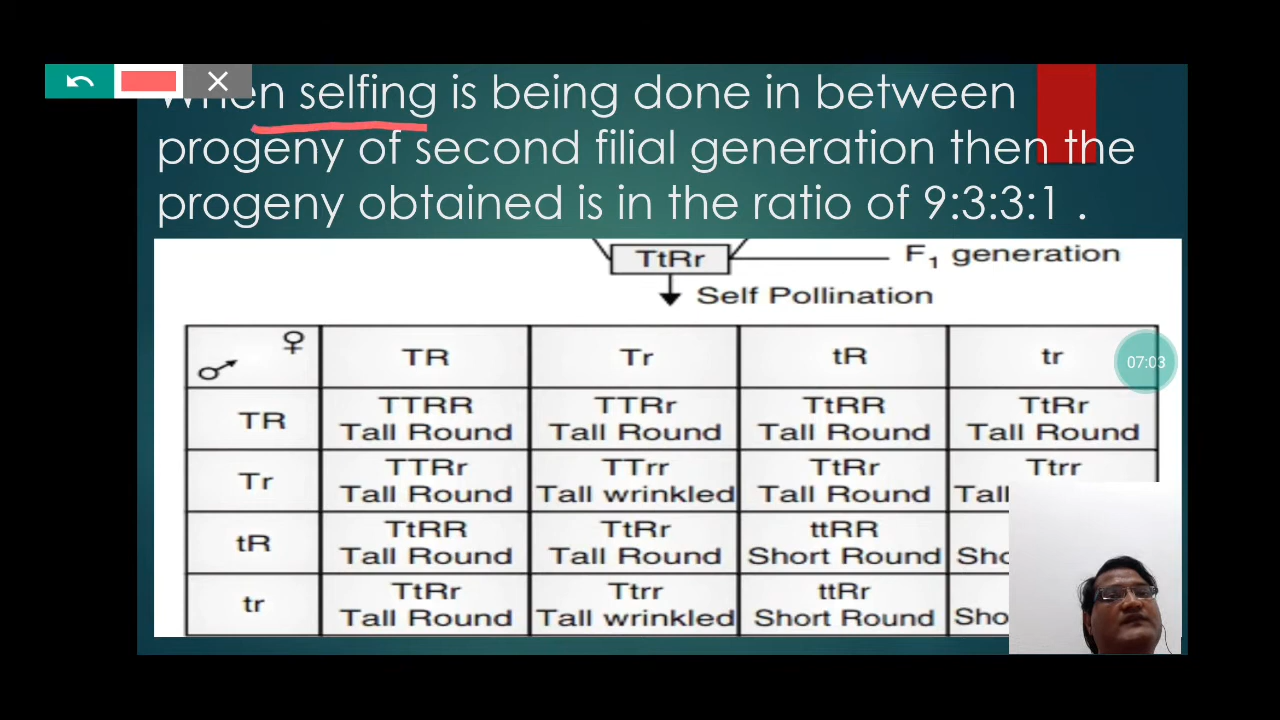 When selfing is being done in between
progeny of second filial generation then the
progeny obtained is in the ratio of 9:3:3:1 .
TtRr F1 generation
Self Pollination
♀ TR Tr tR tr
07:03
TR TTRR TTRr TtRR TtRr
Tall Round Tall Round Tall Round Tall Round
Tr TTRr TTrr TtRr Ttrr
Tall Round Tall wrinkled Tall Round Tall
tR TtRR TtRr ttRR
Tall Round Tall Round Short Round
tr TtRr Ttrr ttRr
Tall Round Tall wrinkled Short Round